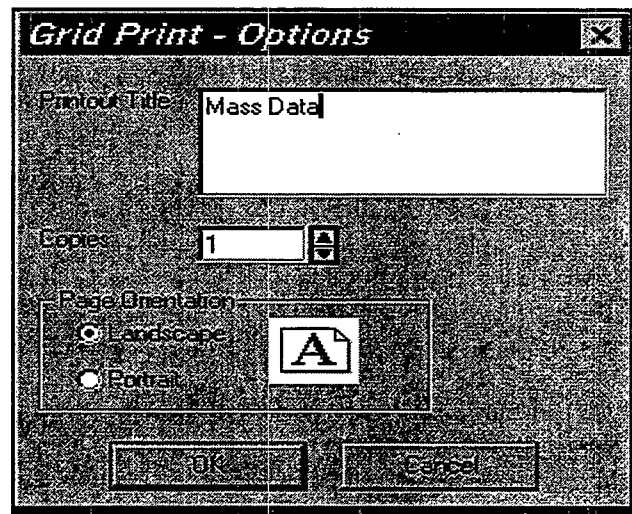 Grid Print - Options
Printout Title
Mass Data
Copies
1
Page Orientation
Landscape
A
Portrait
OK
Cancel